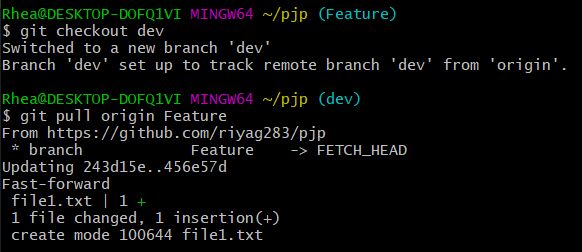 Rhea@DESKTOP-DOFQ1VI MINGW64 ~/pjp (Feature)
$ git checkout dev
Switched to a new branch 'dev'
Branch 'dev' set up to track remote branch 'dev' from 'origin'.
Rhea@DESKTOP-DOFQ1VI MINGW64 ~/pjp (dev)
$ git pull origin Feature
From https://github.com/riyag283/pjp
 * branch            Feature    -> FETCH_HEAD
Updating 243d15e..456e57d
Fast-forward
 file1.txt | 1 +
 1 file changed, 1 insertion(+)
 create mode 100644 file1.txt